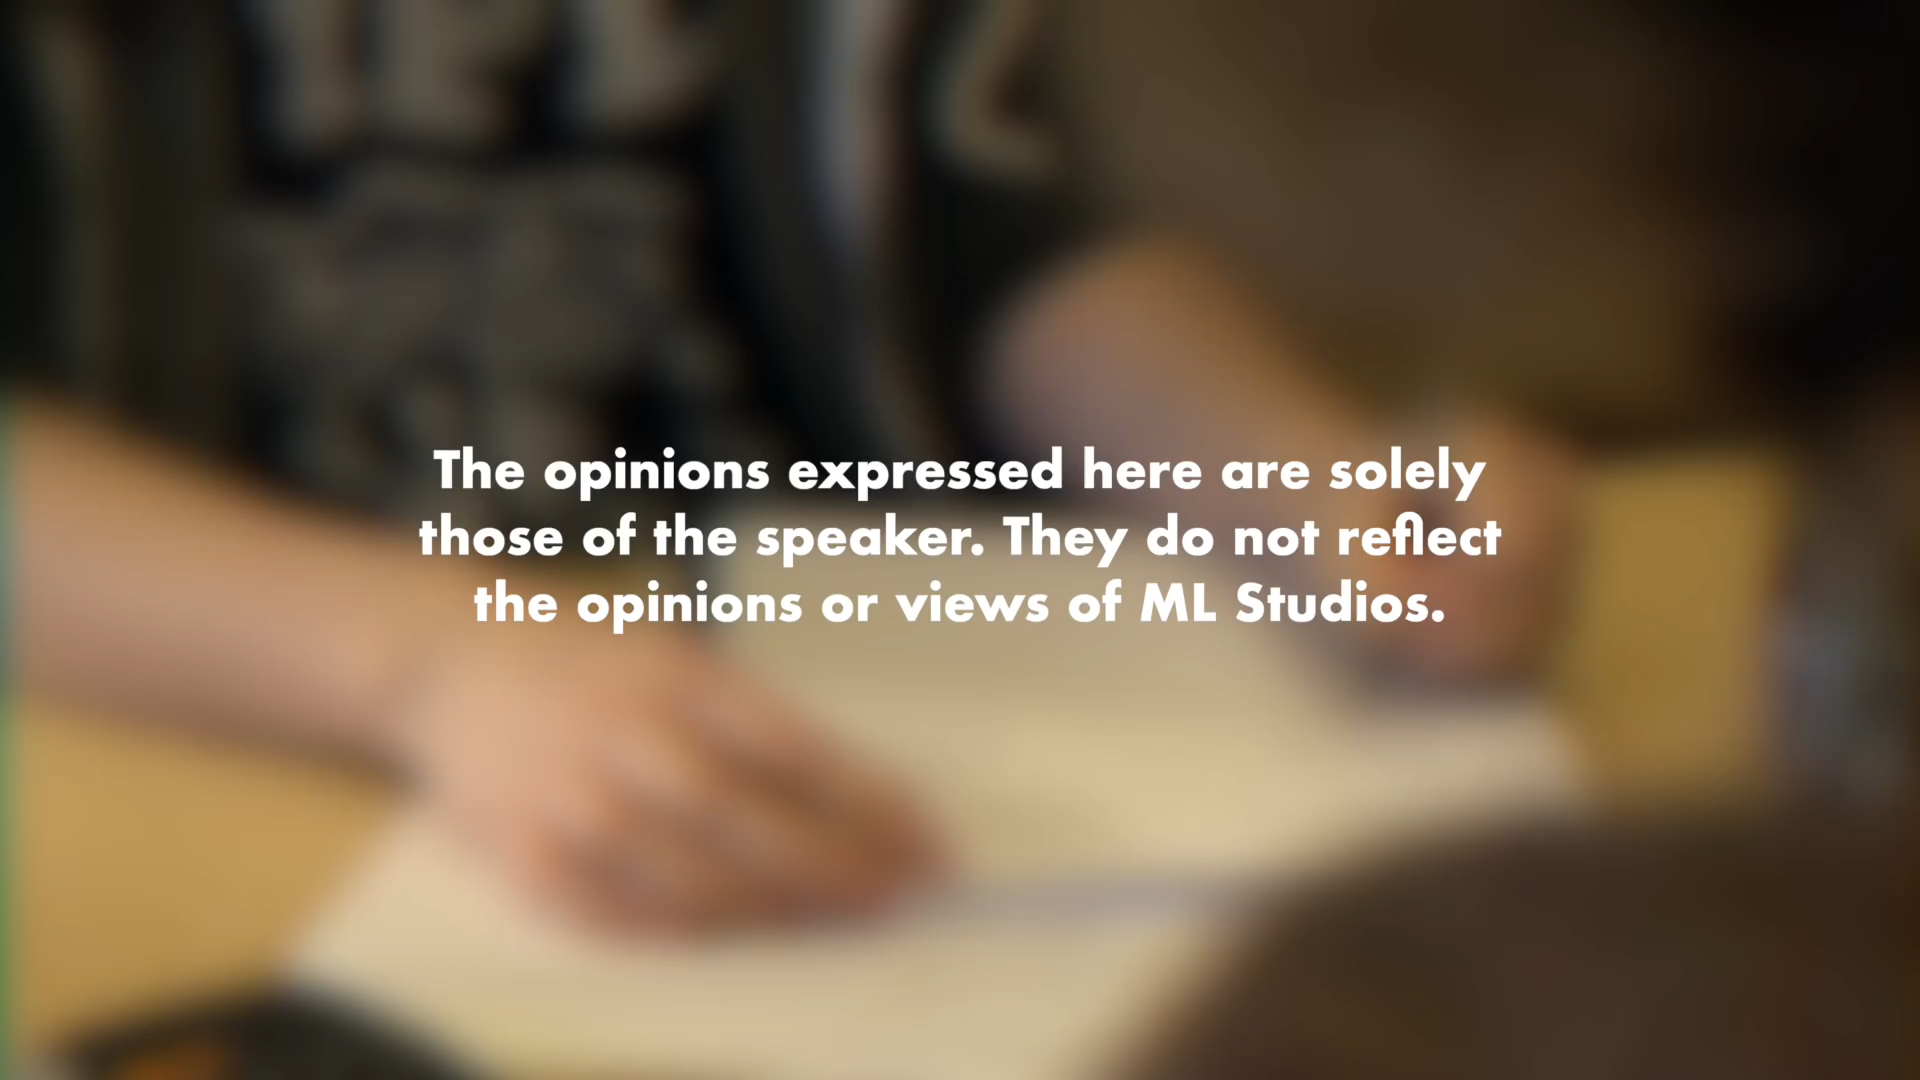 The opinions expressed here are solely
those of the speaker. They do not reflect
the opinions or views of ML Studios.